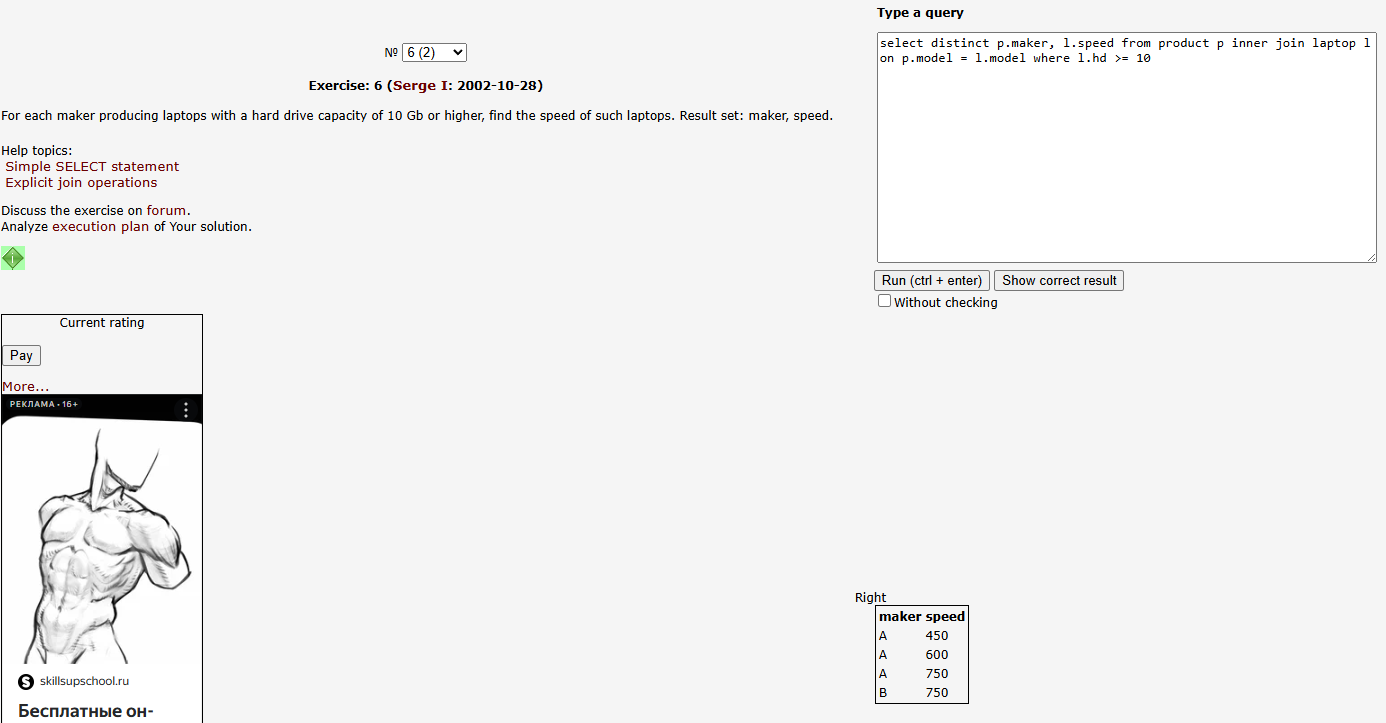 № 6 (2)
Exercise: 6 (Serge I: 2002-10-28)
For each maker producing laptops with a hard drive capacity of 10 Gb or higher, find the speed of such laptops. Result set: maker, speed.
Help topics:
Simple SELECT statement
Explicit join operations
Discuss the exercise on forum.
Analyze execution plan of Your solution.
Current rating
Pay
More...
РЕКЛАМА • 16+
S skillsupschool.ru
Бесплатные он-
Type a query
select distinct p.maker, l.speed from product p inner join laptop l
on p.model = l.model where l.hd >= 10
Run (ctrl + enter) Show correct result
Without checking
Right
maker speed
A 450
A 600
A 750
B 750